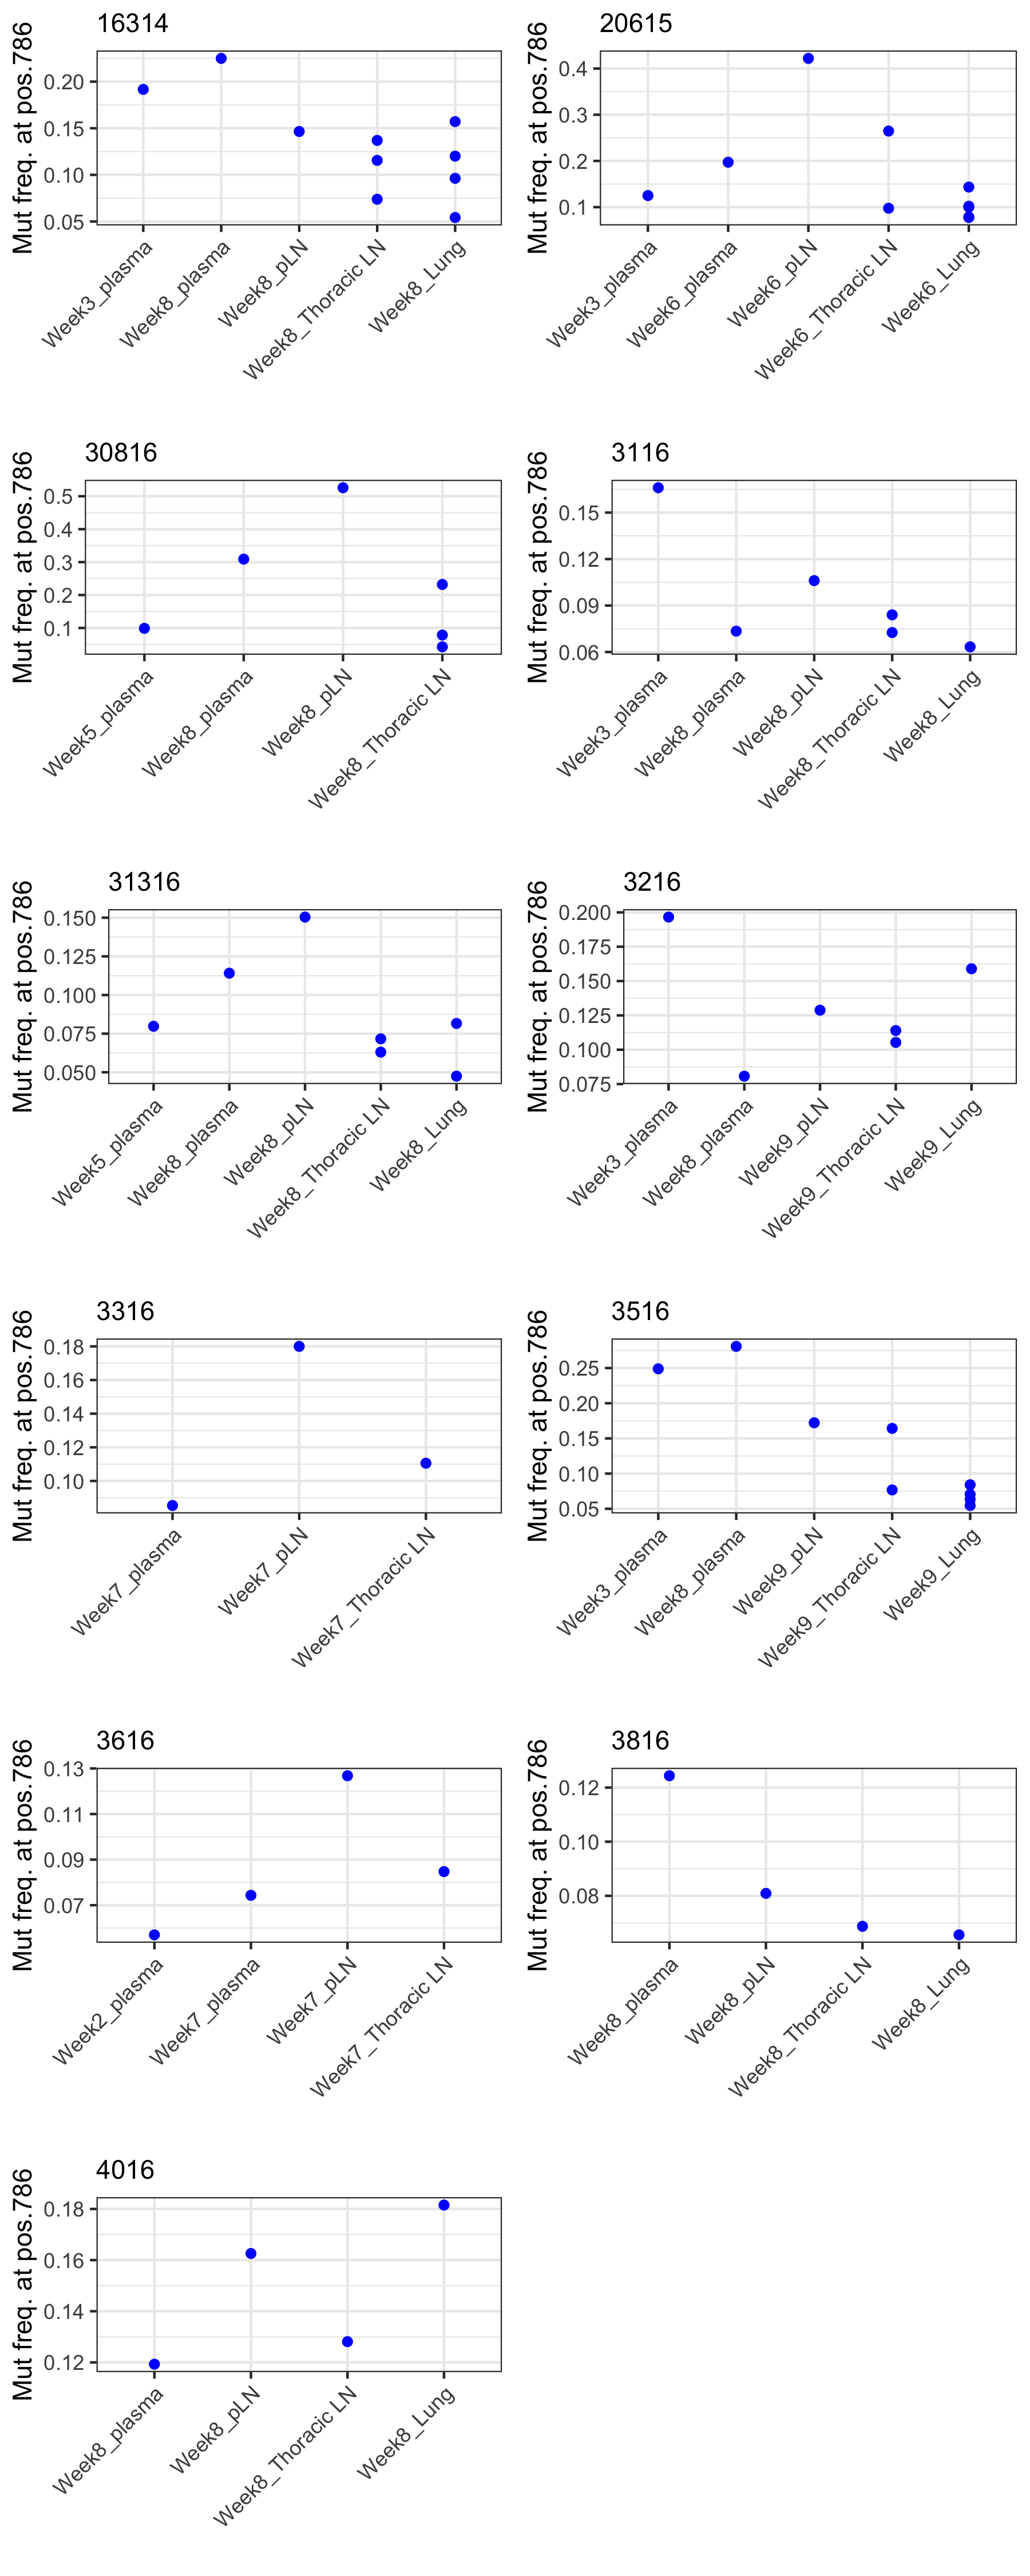 16314
Mut freq. at pos.786
0.20
0.15
0.10
0.05
Week3_plasma
Week8_plasma
Week8_pLN
Week8_Thoracic LN
Week8_Lung
20615
Mut freq. at pos.786
0.4
0.3
0.2
0.1
Week3_plasma
Week6_plasma
Week6_pLN
Week6_Thoracic LN
Week6_Lung
30816
Mut freq. at pos.786
0.5
0.4
0.3
0.2
0.1
Week5_plasma
Week8_plasma
Week8_pLN
Week8_Thoracic LN
3116
Mut freq. at pos.786
0.15
0.12
0.09
0.06
Week3_plasma
Week8_plasma
Week8_pLN
Week8_Thoracic LN
Week8_Lung
31316
Mut freq. at pos.786
0.150
0.125
0.100
0.075
0.050
Week5_plasma
Week8_plasma
Week8_pLN
Week8_Thoracic LN
Week8_Lung
3216
Mut freq. at pos.786
0.200
0.175
0.150
0.125
0.100
0.075
Week3_plasma
Week8_plasma
Week9_pLN
Week9_Thoracic LN
Week9_Lung
3316
Mut freq. at pos.786
0.18
0.16
0.14
0.12
0.10
Week7_plasma
Week7_pLN
Week7_Thoracic LN
3516
Mut freq. at pos.786
0.25
0.20
0.15
0.10
0.05
Week3_plasma
Week8_plasma
Week9_pLN
Week9_Thoracic LN
Week9_Lung
3616
Mut freq. at pos.786
0.13
0.11
0.09
0.07
Week2_plasma
Week7_plasma
Week7_pLN
Week7_Thoracic LN
3816
Mut freq. at pos.786
0.12
0.10
0.08
Week8_plasma
Week8_pLN
Week8_Thoracic LN
Week8_Lung
4016
Mut freq. at pos.786
0.18
0.16
0.14
0.12
Week8_plasma
Week8_pLN
Week8_Thoracic LN
Week8_Lung